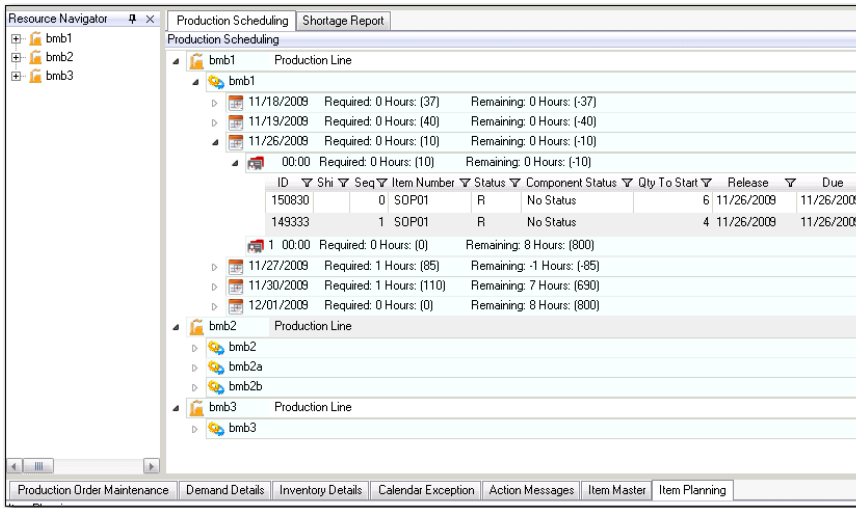 Resource Navigator
bmb1
bmb2
bmb3
Production Scheduling Shortage Report
Production Scheduling
bmb1 Production Line
bmb1
11/18/2009 Required: 0 Hours: (37) Remaining: 0 Hours: (-37)
11/19/2009 Required: 0 Hours: (40) Remaining: 0 Hours: (-40)
11/26/2009 Required: 0 Hours: (10) Remaining: 0 Hours: (-10)
00:00 Required: 0 Hours: (10) Remaining: 0 Hours: (-10)
ID Shi Seq Item Number Status Component Status Qty To Start Release Due
150830 0 SOP01 R No Status 6 11/26/2009 11/26/2009
149333 1 SOP01 R No Status 4 11/26/2009 11/26/2009
1 00:00 Required: 0 Hours: (0) Remaining: 8 Hours: (800)
11/27/2009 Required: 1 Hours: (85) Remaining: -1 Hours: (-85)
11/30/2009 Required: 1 Hours: (110) Remaining: 7 Hours: (690)
12/01/2009 Required: 0 Hours: (0) Remaining: 8 Hours: (800)
bmb2 Production Line
bmb2
bmb2a
bmb2b
bmb3 Production Line
bmb3
Production Order Maintenance Demand Details Inventory Details Calendar Exception Action Messages Item Master Item Planning